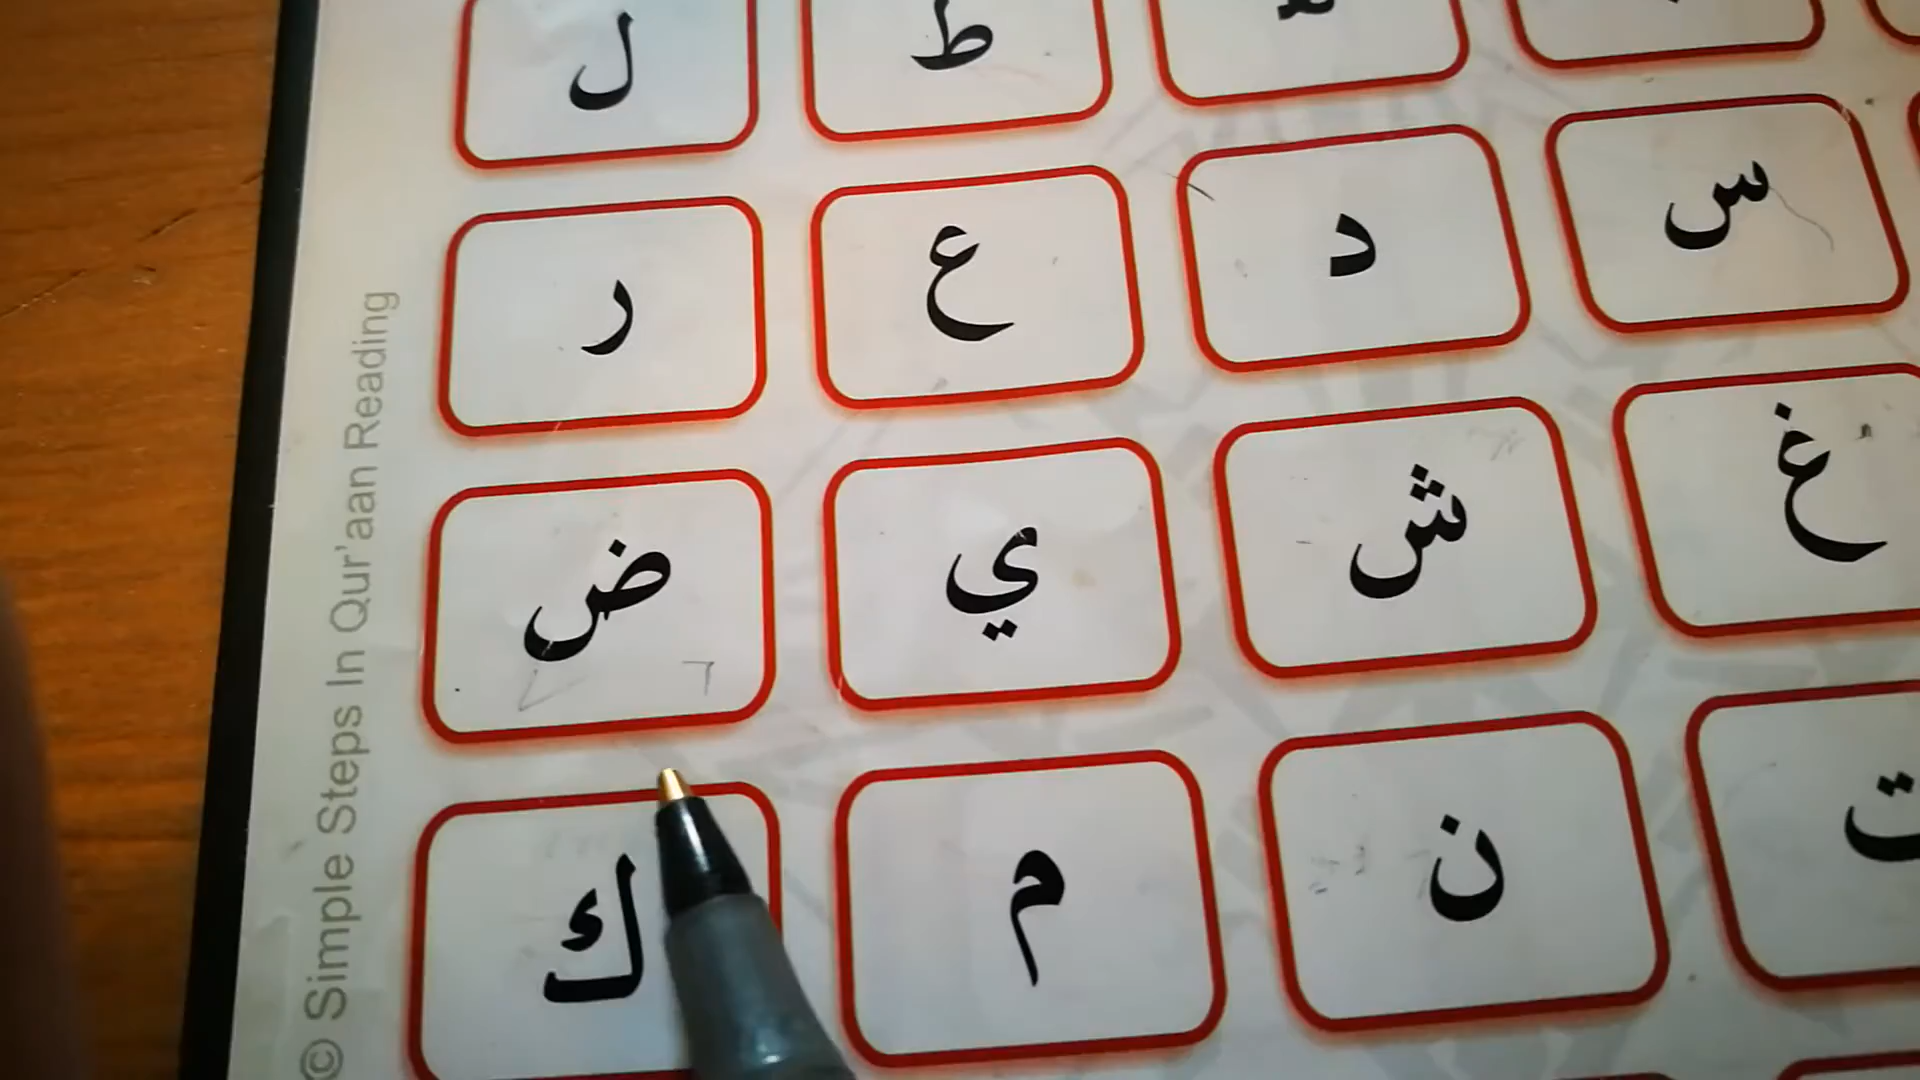 ط ل
س د ع ر
غ ش ي ض
ت ن م ك
© Simple Steps In Qur'aan Reading